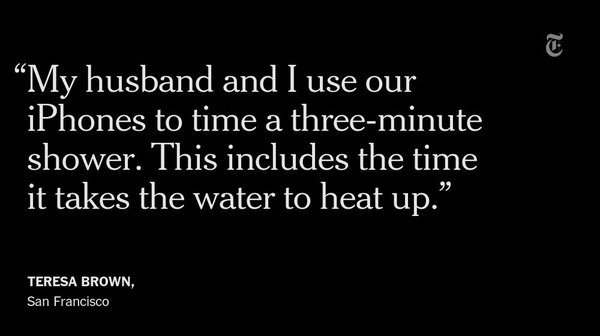 T
“My husband and I use our
iPhones to time a three-minute
shower. This includes the time
it takes the water to heat up.”
TERESA BROWN,
San Francisco